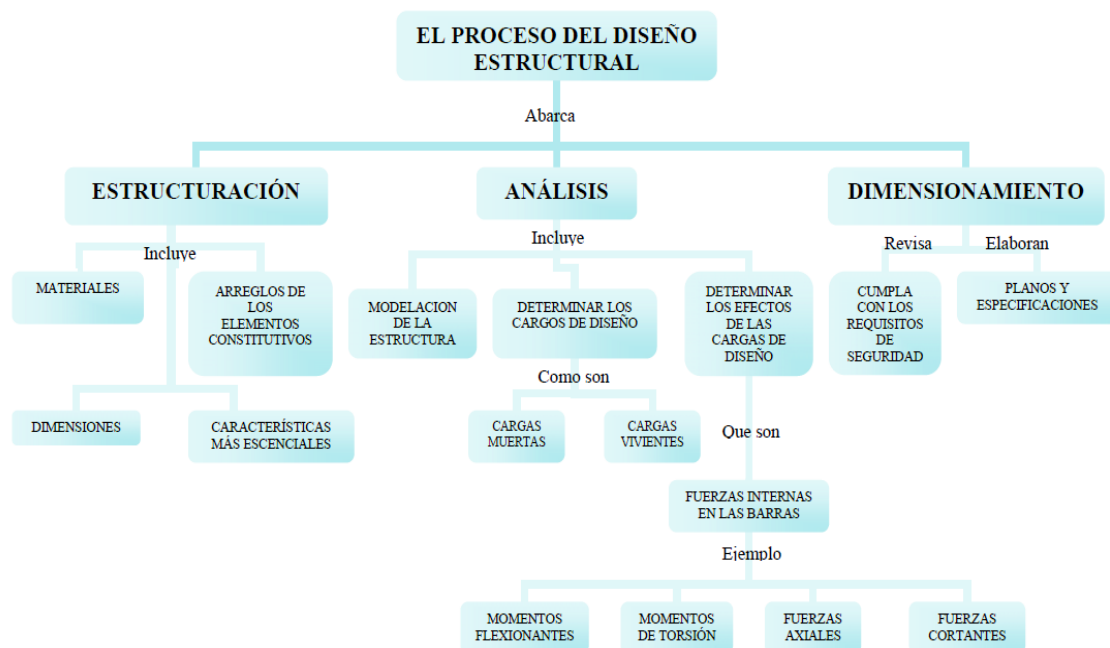 EL PROCESO DEL DISEÑO
ESTRUCTURAL
Abarca
ESTRUCTURACIÓN
ANÁLISIS
DIMENSIONAMIENTO
Incluye
Incluye
Revisa
Elaboran
MATERIALES
ARREGLOS DE
LOS
ELEMENTOS
CONSTITUTIVOS
MODELACION
DE LA
ESTRUCTURA
DETERMINAR LOS
CARGOS DE DISEÑO
DETERMINAR
LOS EFECTOS
DE LAS
CARGAS DE
DISEÑO
CUMPLA
CON LOS
REQUISITOS
DE
SEGURIDAD
PLANOS Y
ESPECIFICACIONES
Como son
DIMENSIONES
CARACTERÍSTICAS
MÁS ESCENCIALES
CARGAS
MUERTAS
CARGAS
VIVIENTES
Que son
FUERZAS INTERNAS
EN LAS BARRAS
Ejemplo
MOMENTOS
FLEXIONANTES
MOMENTOS
DE TORSIÓN
FUERZAS
AXIALES
FUERZAS
CORTANTES